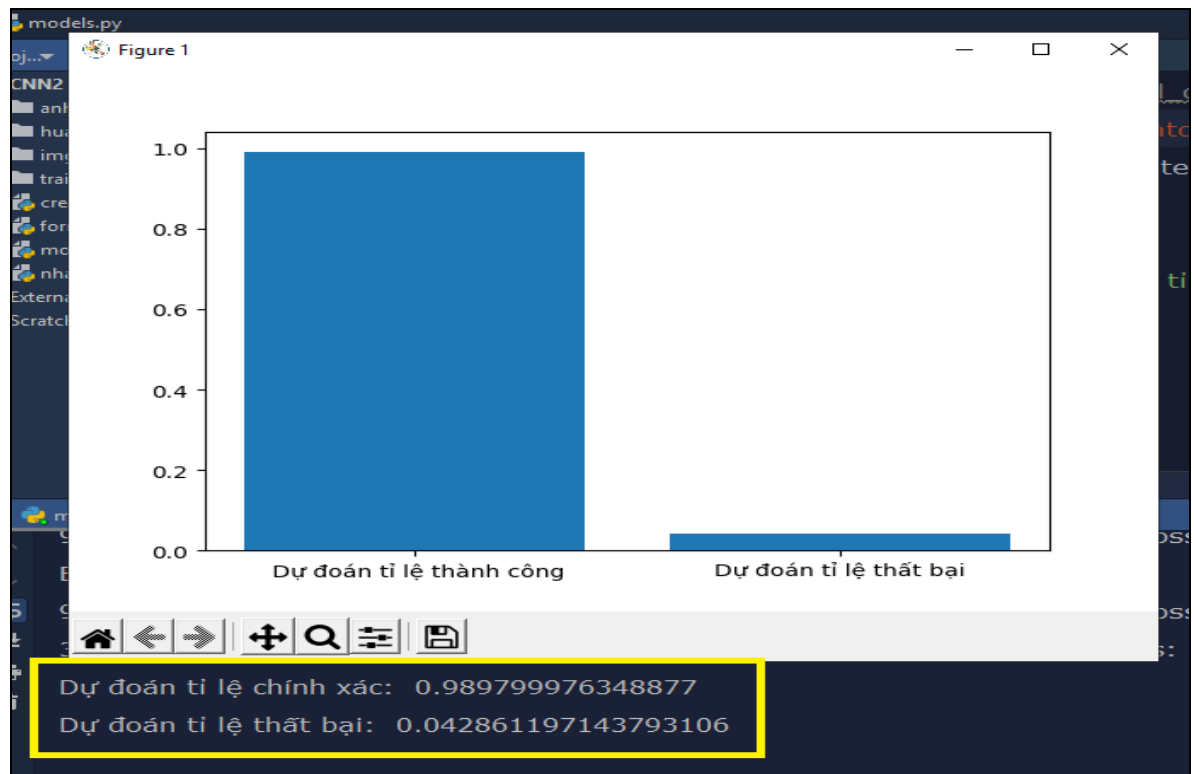 models.py
Figure 1
CNN2
1.0
0.8
0.6
0.4
0.2
0.0
Dự đoán tỉ lệ thành công
Dự đoán tỉ lệ thất bại
Dự đoán tỉ lệ chính xác: 0.989799976348877
Dự đoán tỉ lệ thất bại: 0.042861197143793106